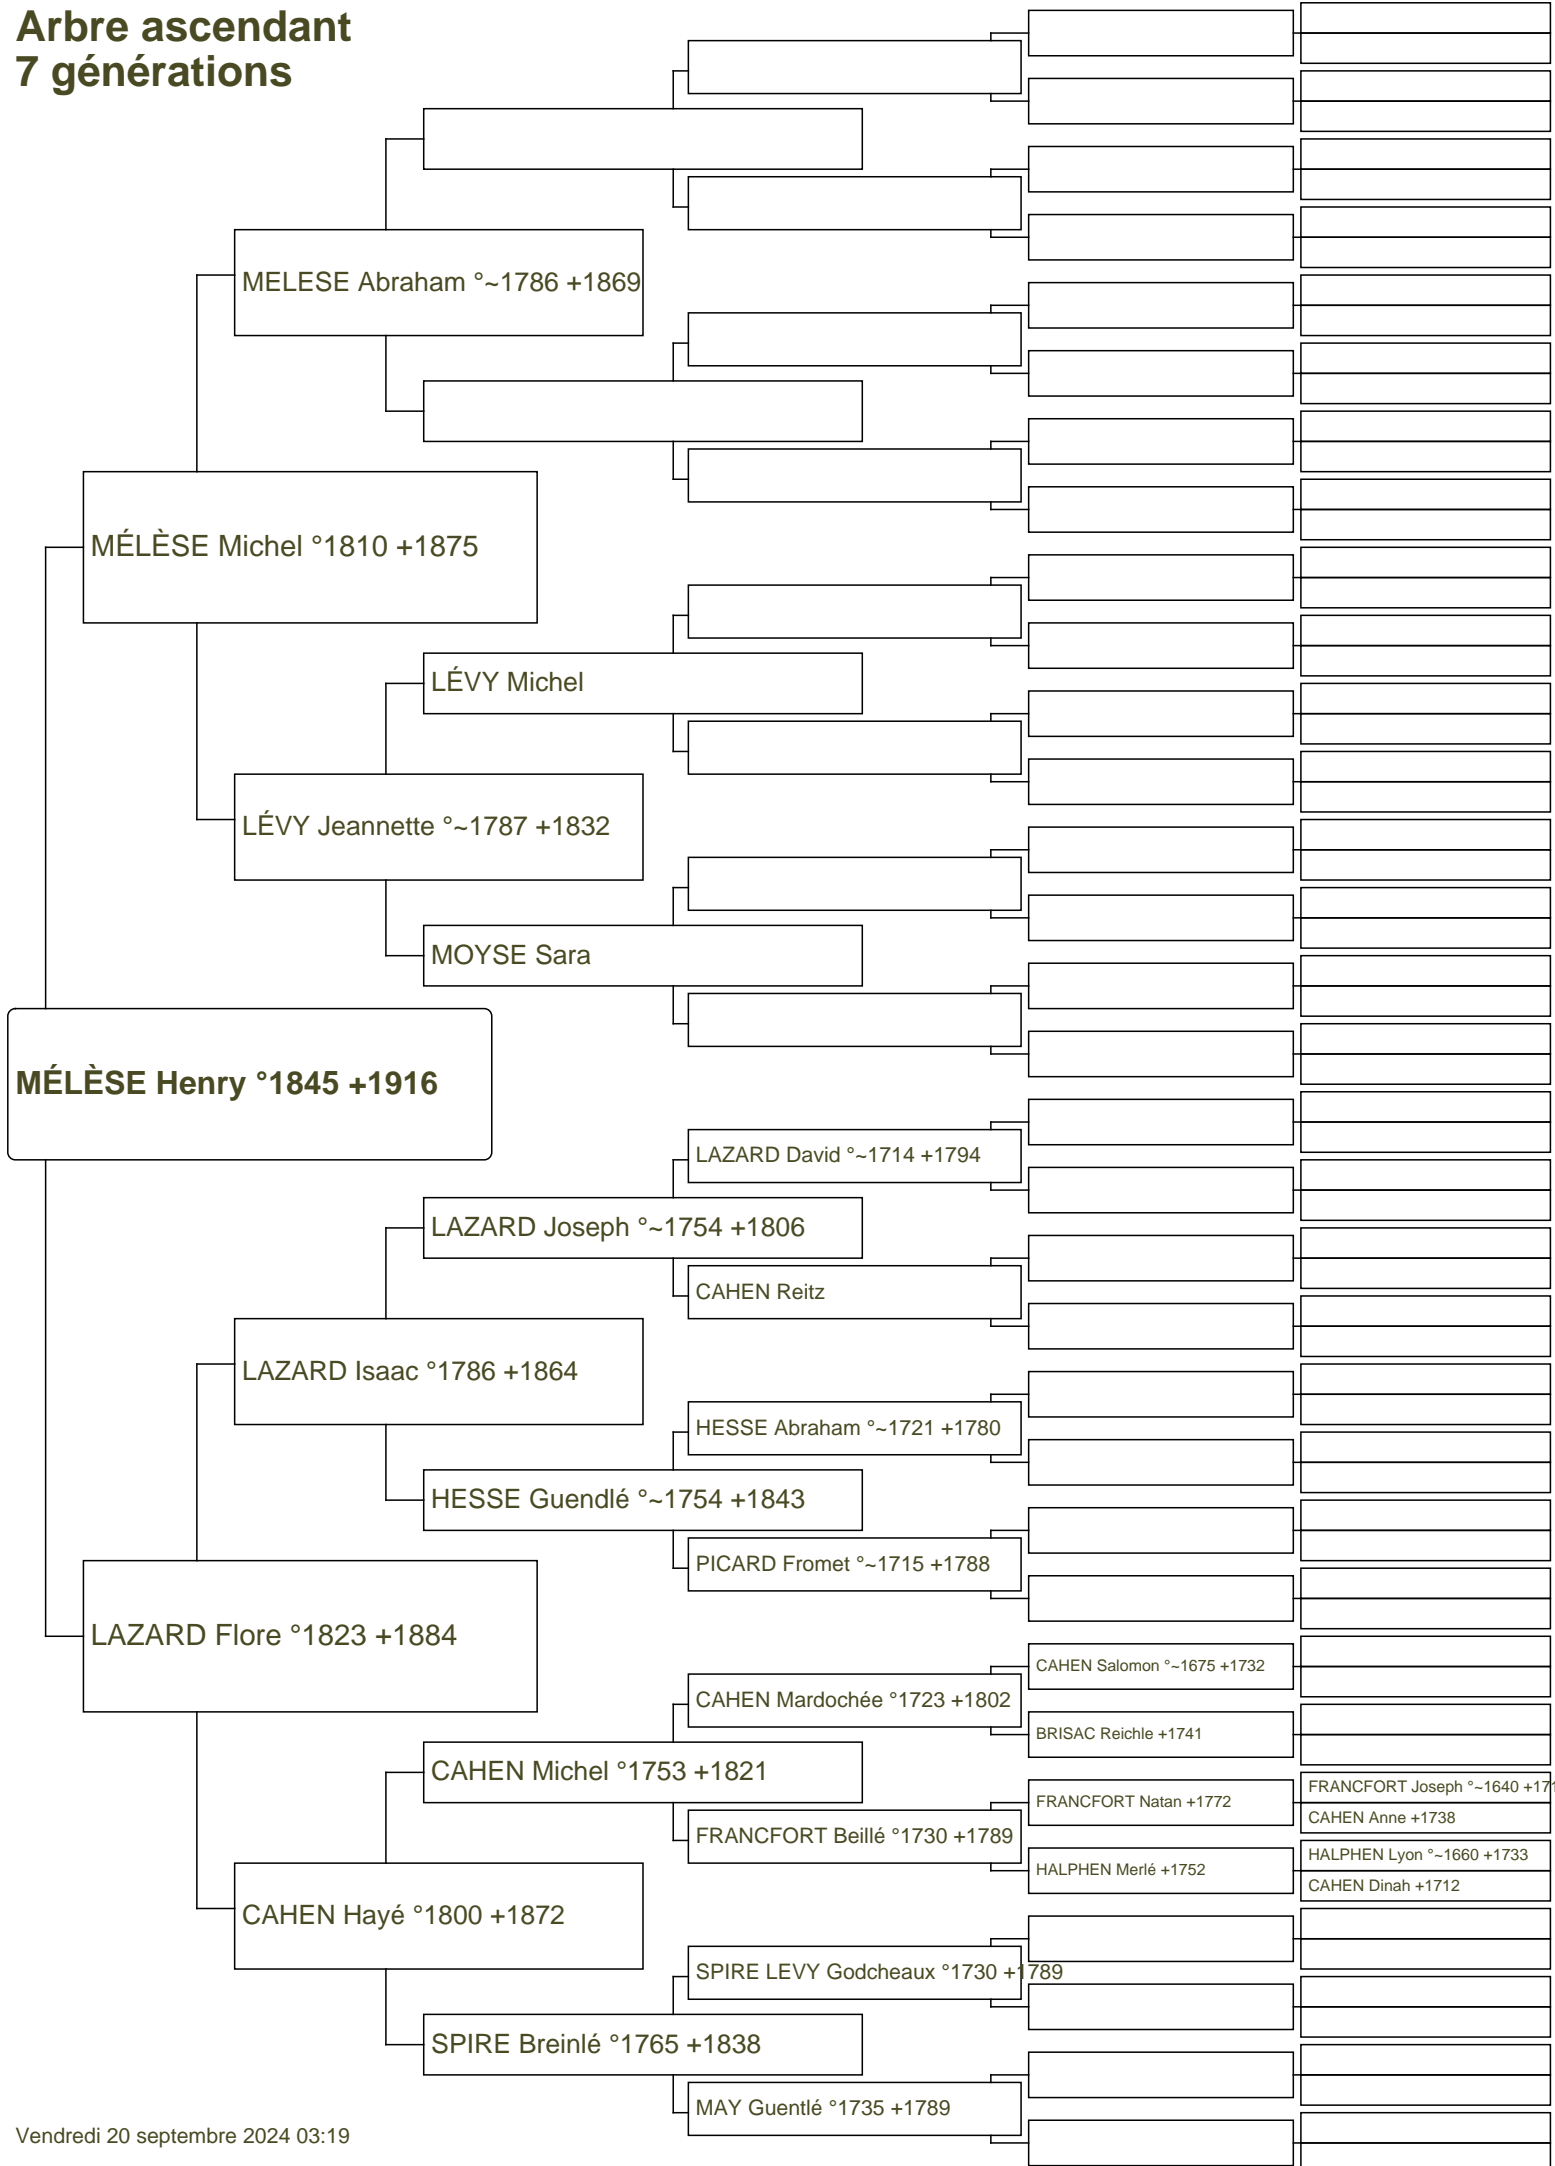 Arbre ascendant
7 générations
MELESE Abraham °~1786 +1869
MÉLÈSE Michel °1810 +1875
LÉVY Michel
LÉVY Jeannette °~1787 +1832
MOYSE Sara
MÉLÈSE Henry °1845 +1916
LAZARD David °~1714 +1794
LAZARD Joseph °~1754 +1806
CAHEN Reitz
LAZARD Isaac °1786 +1864
HESSE Abraham °~1721 +1780
HESSE Guendlé °~1754 +1843
PICARD Fromet °~1715 +1788
LAZARD Flore °1823 +1884
CAHEN Salomon °~1675 +1732
CAHEN Mardochée °1723 +1802
BRISAC Reichle +1741
CAHEN Michel °1753 +1821
FRANCFORT Joseph °~1640 +171
FRANCFORT Natan +1772
CAHEN Anne +1738
FRANCFORT Beillé °1730 +1789
HALPHEN Lyon °~1660 +1733
HALPHEN Merlé +1752
CAHEN Dinah +1712
CAHEN Hayé °1800 +1872
SPIRE LEVY Godcheaux °1730 +1789
SPIRE Breinlé °1765 +1838
MAY Guentlé °1735 +1789
Vendredi 20 septembre 2024 03:19